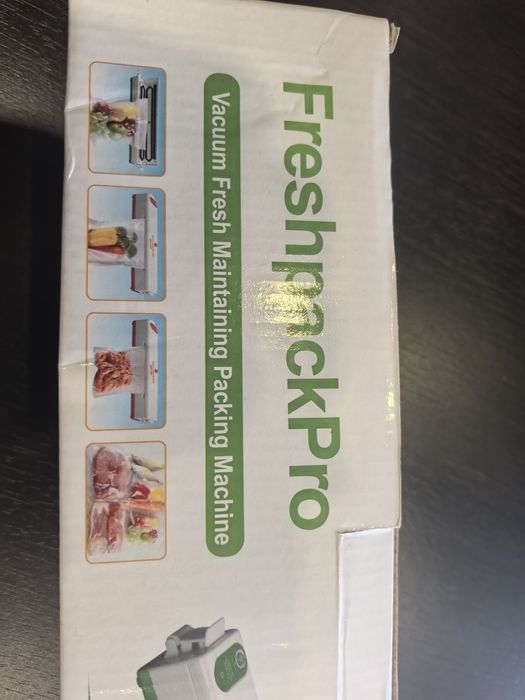 FreshpackPro
Vacuum Fresh Maintaining Packing Machine